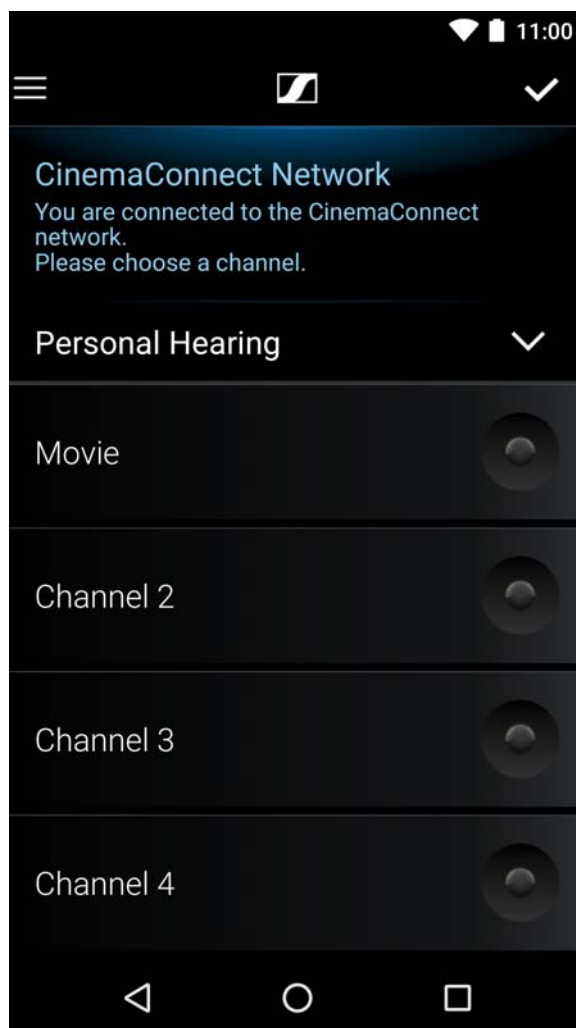 11:00
CinemaConnect Network
You are connected to the CinemaConnect
network.
Please choose a channel.
Personal Hearing
Movie
Channel 2
Channel 3
Channel 4